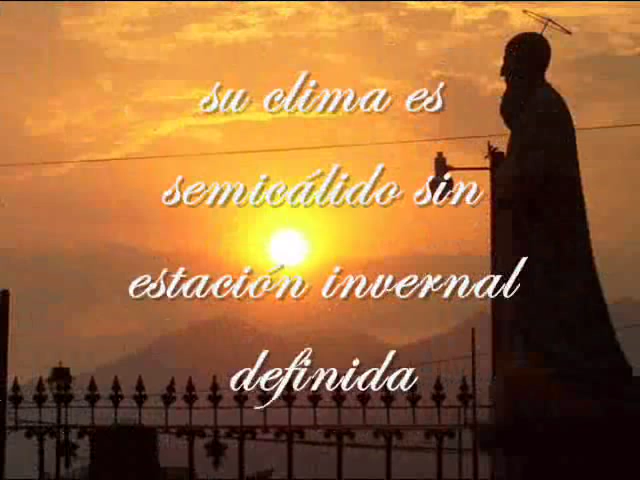 su clima es
semicálido sin
estación invernal
definida